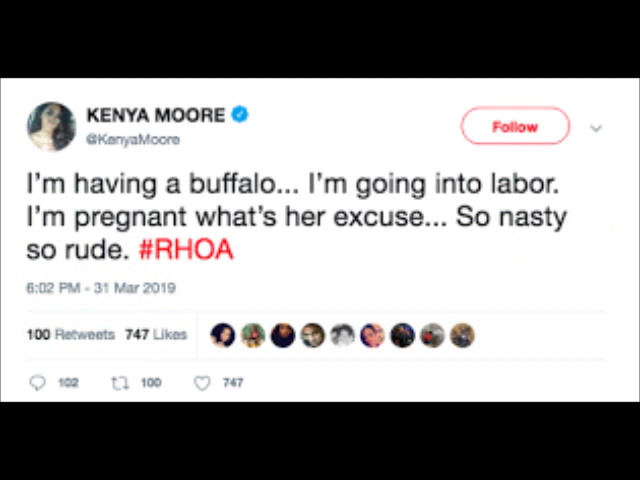 KENYA MOORE
@KenyaMoore
Follow
I'm having a buffalo... I'm going into labor.
I'm pregnant what's her excuse... So nasty
so rude. #RHOA
6:02 PM - 31 Mar 2019
100 Retweets 747 Likes
102 100 747